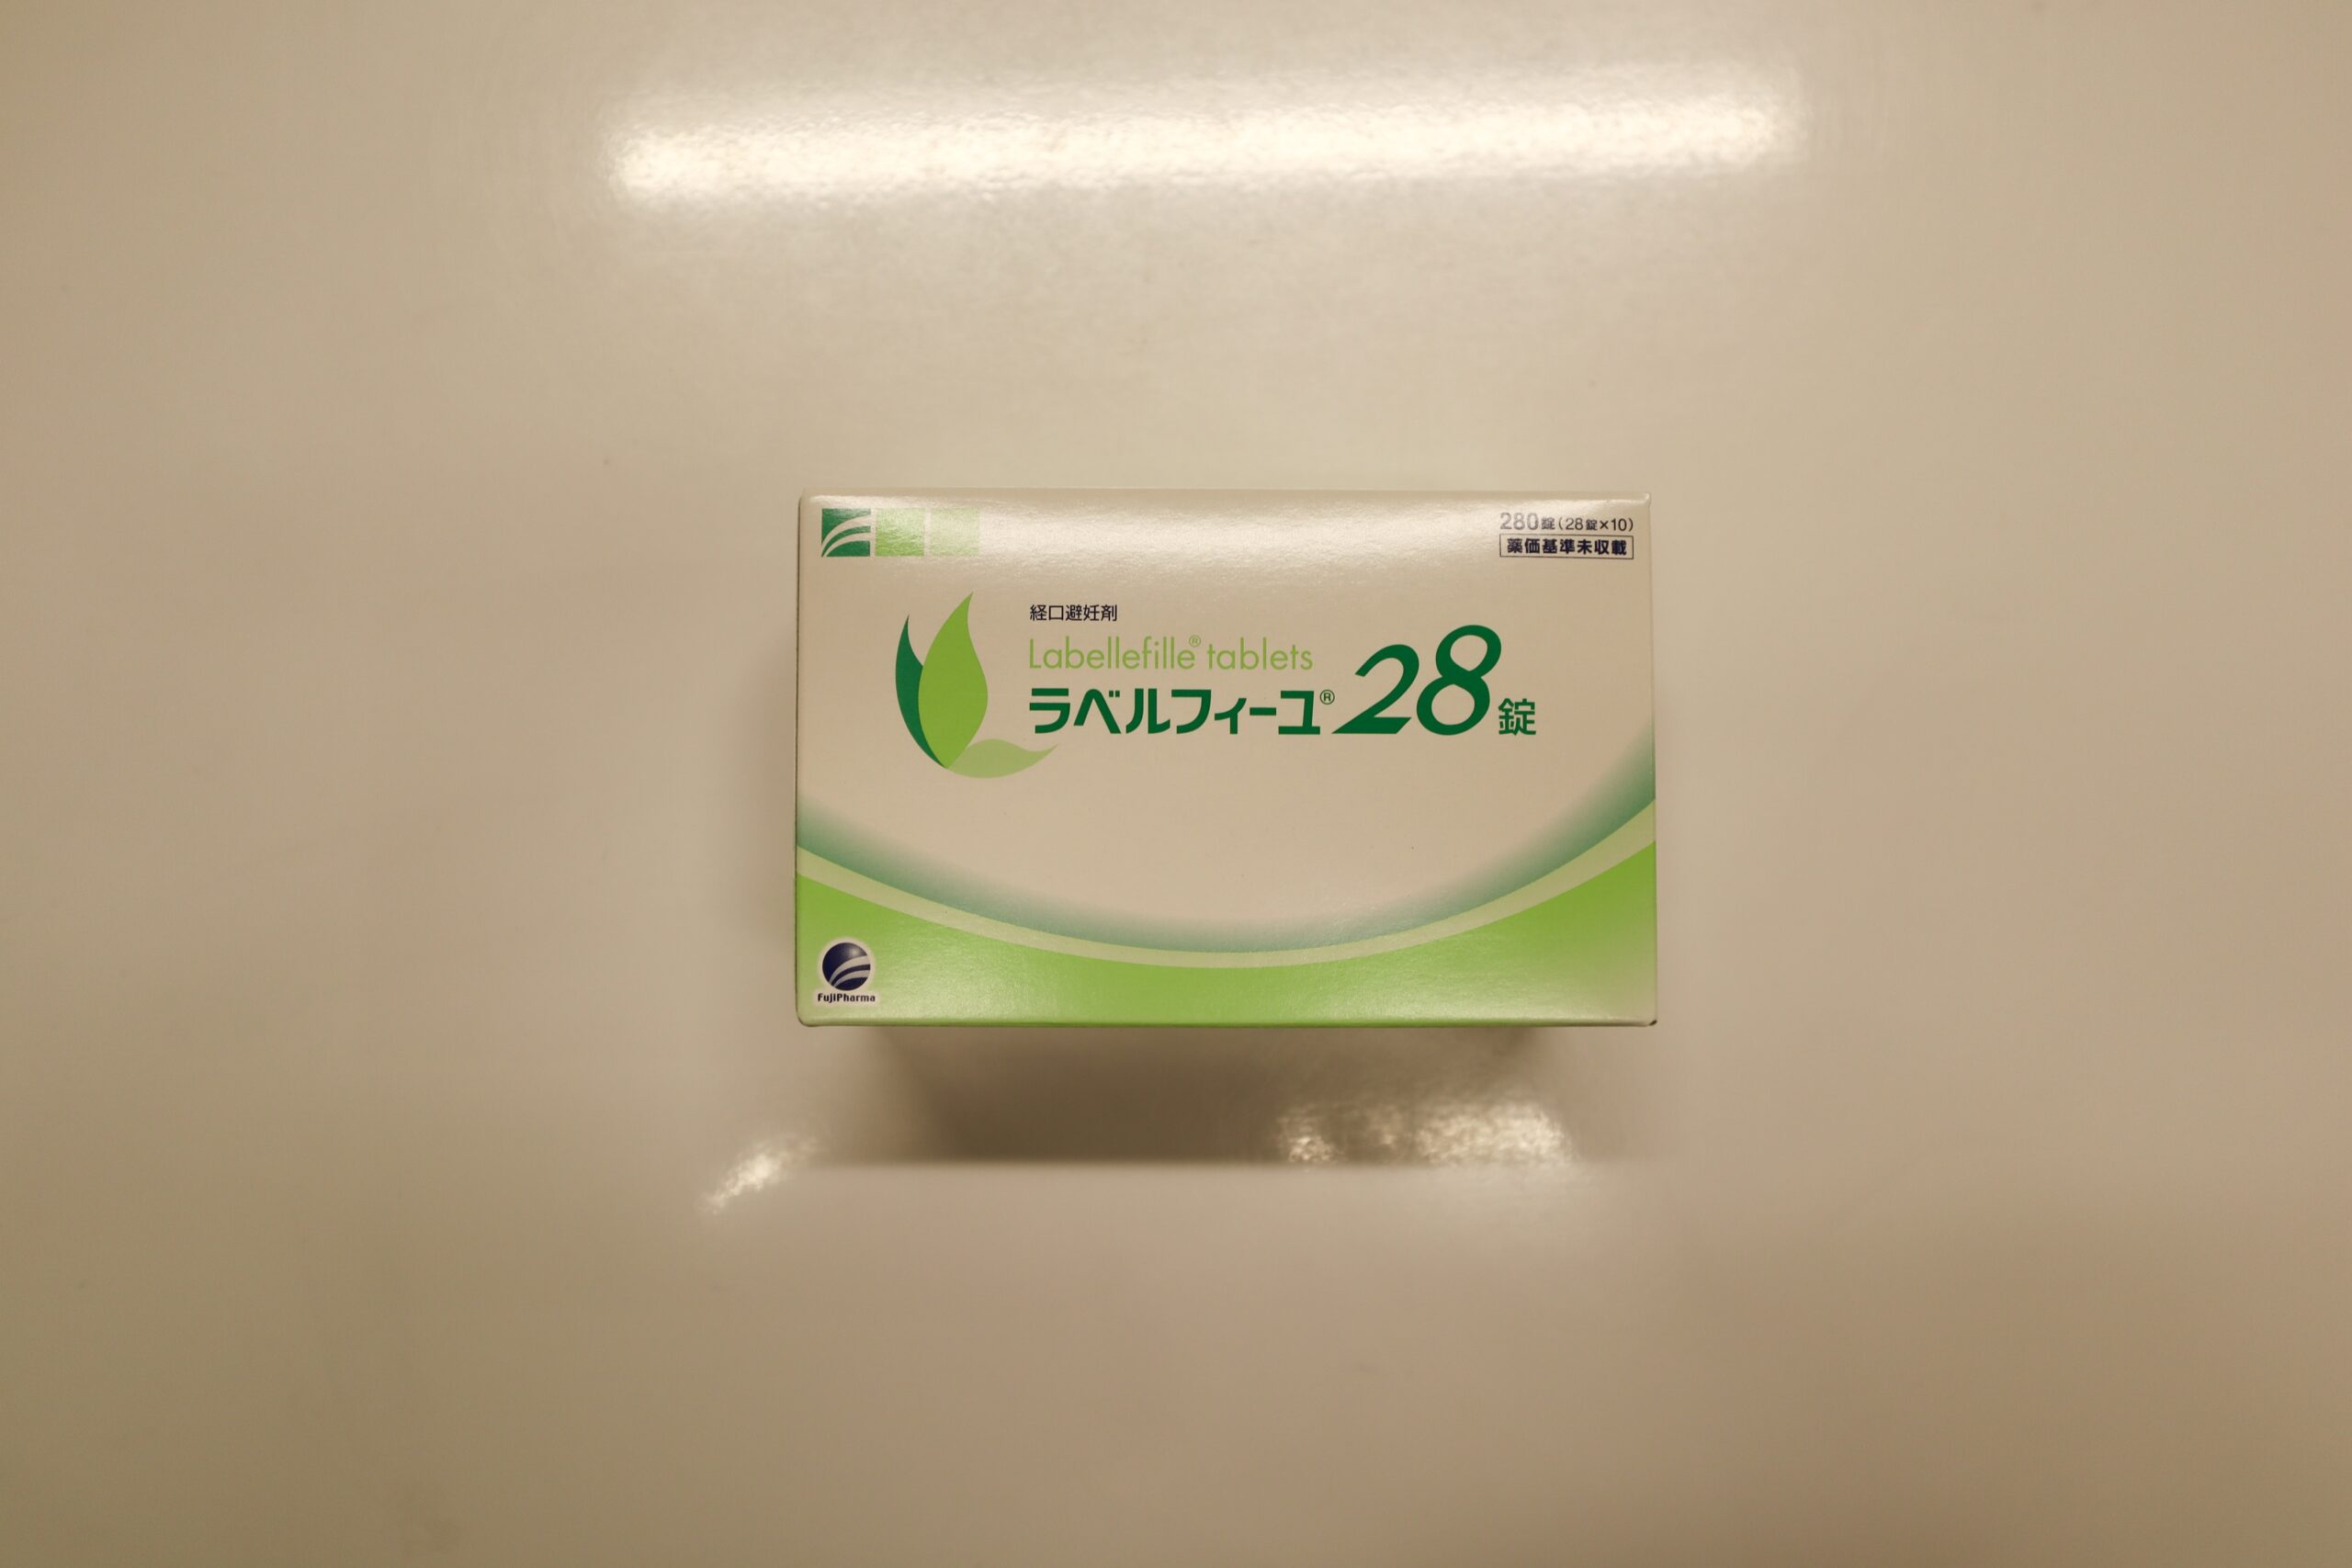 280錠(28錠×10)
薬価基準未収載
経口避妊剤
Labellefille® tablets
ラベルフィーユ®28錠
FujiPharma